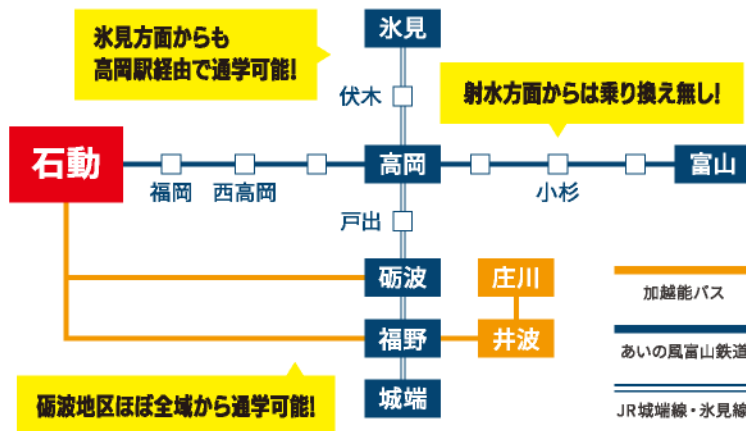 氷見方面からも
高岡駅経由で通学可能!
氷見
伏木
射水方面からは乗り換え無し!
石動
福岡
西高岡
高岡
小杉
富山
戸出
砺波
庄川
福野
井波
城端
砺波地区ほぼ全域から通学可能!
加越能バス
あいの風富山鉄道
JR城端線・氷見線